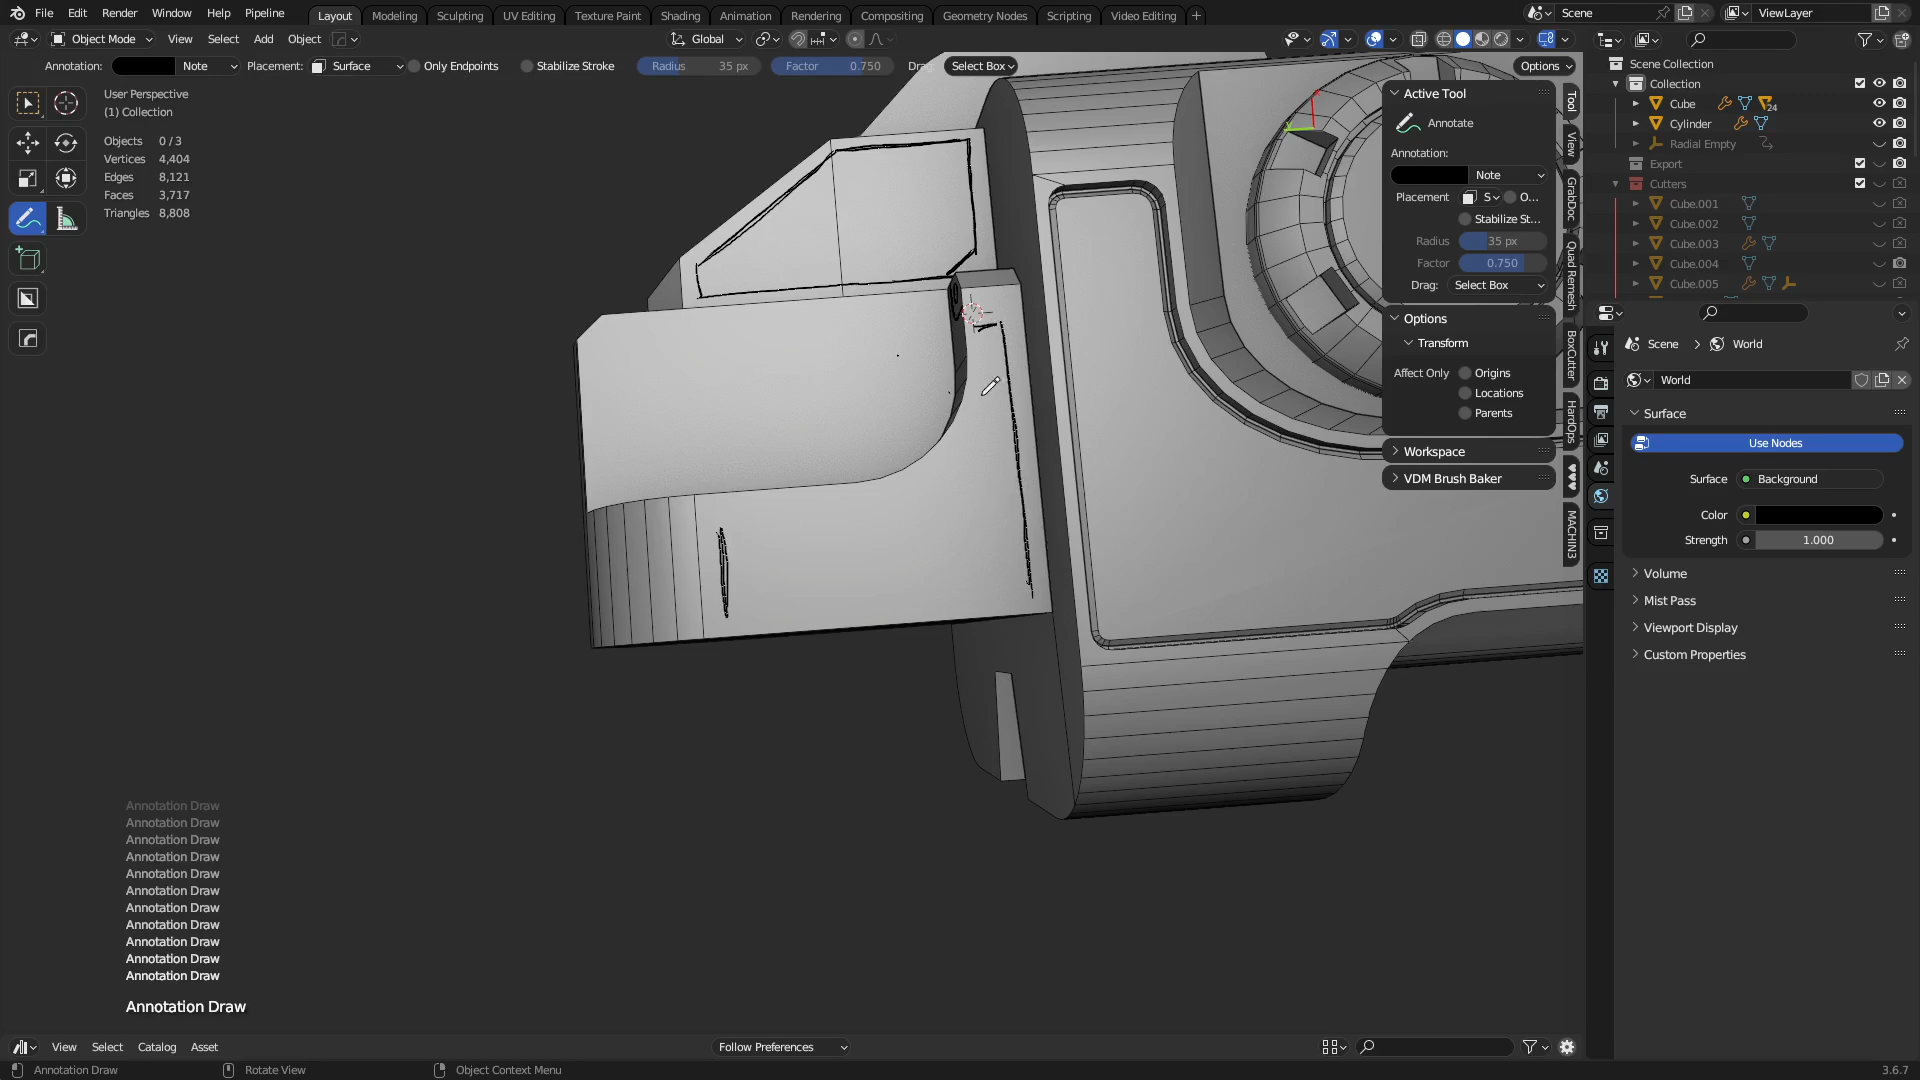 File Edit Render Window Help Pipeline Layout Modeling Sculpting UV Editing Texture Paint Shading Animation Rendering Compositing Geometry Nodes Scripting Video Editing + Scene ViewLayer
Object Mode View Select Add Object Global
Annotation: Note Placement: Surface Only Endpoints Stabilize Stroke Radius 35 px Factor 0.750 Drag: Select Box Options
User Perspective
(1) Collection
Objects 0/3
Vertices 4,404
Edges 8,121
Faces 3,717
Triangles 8,808
Active Tool
Annotate
Annotation:
Note
Placement S O...
Stabilize St...
Radius 35 px
Factor 0.750
Drag: Select Box
Options
Transform
Affect Only Origins
Locations
Parents
Workspace
VDM Brush Baker
Tool
View
GrabDoc
Quad Remesh
BoxCutter
HardOps
MACHIN3
Scene Collection
Collection
Cube 24
Cylinder
Radial Empty
Export
Cutters
Cube.001
Cube.002
Cube.003
Cube.004
Cube.005
Scene World
World
Surface
Use Nodes
Surface Background
Color
Strength 1.000
Volume
Mist Pass
Viewport Display
Custom Properties
Annotation Draw
Annotation Draw
Annotation Draw
Annotation Draw
Annotation Draw
Annotation Draw
Annotation Draw
Annotation Draw
Annotation Draw
Annotation Draw
Annotation Draw
Annotation Draw
View Select Catalog Asset Follow Preferences
Annotation Draw Rotate View Object Context Menu 3.6.7